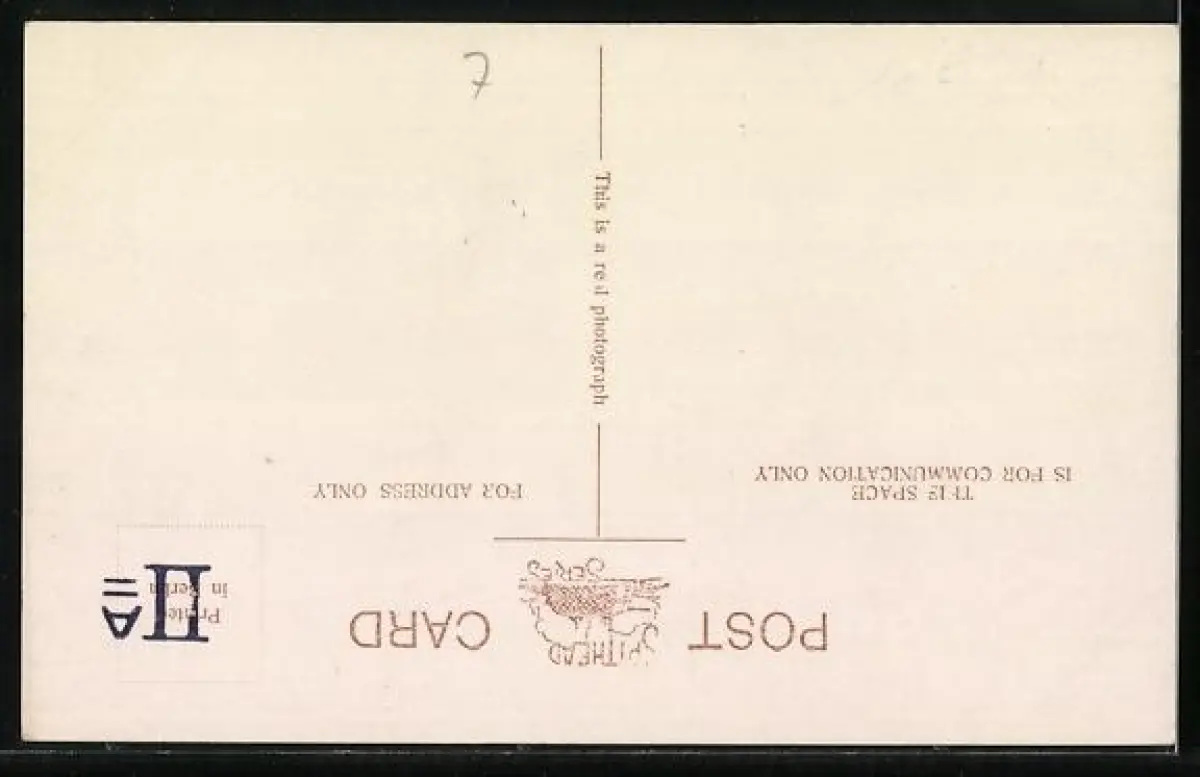 POST CARD
SPITHEAD
SERIES
THIS SPACE
IS FOR COMMUNICATION ONLY
FOR ADDRESS ONLY
This is a real photograph
Printed
in Berlin
II A
7